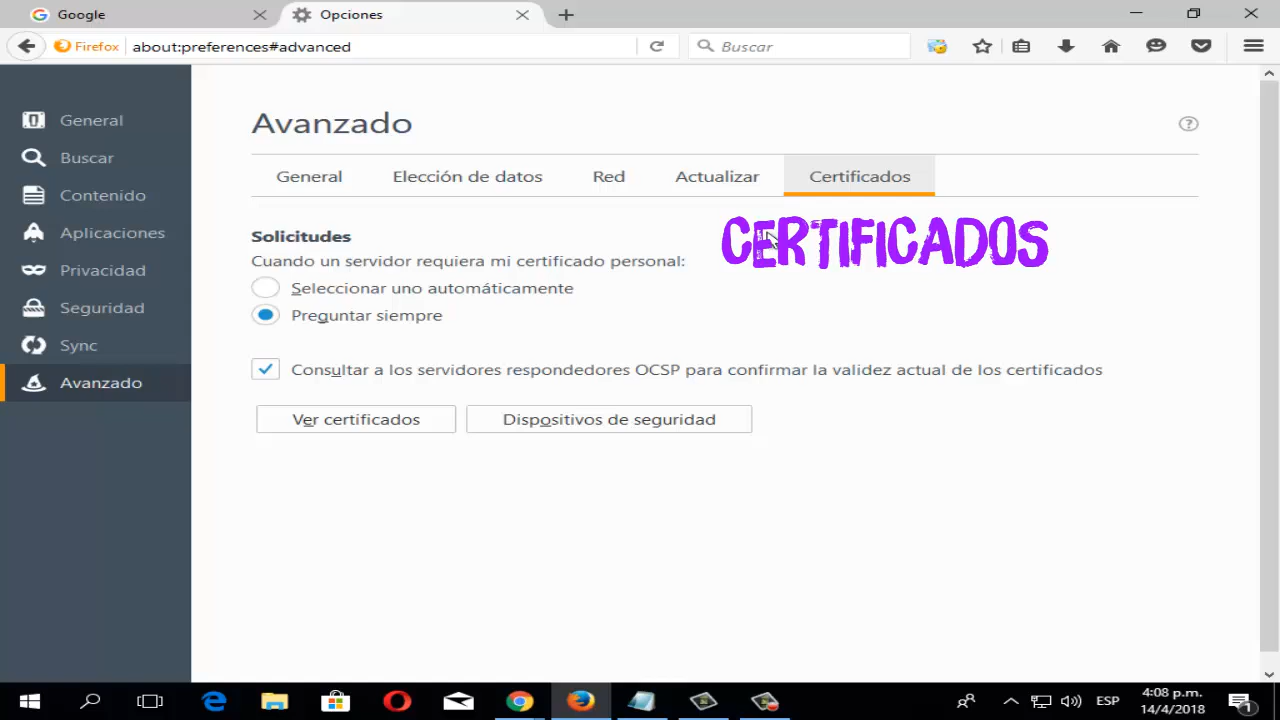 Google
Opciones
Firefox
about:preferences#advanced
Buscar
General
Buscar
Contenido
Aplicaciones
Privacidad
Seguridad
Sync
Avanzado
Avanzado
General
Elección de datos
Red
Actualizar
Certificados
CERTIFICADOS
Solicitudes
Cuando un servidor requiera mi certificado personal:
Seleccionar uno automáticamente
Preguntar siempre
Consultar a los servidores respondedores OCSP para confirmar la validez actual de los certificados
Ver certificados
Dispositivos de seguridad
ESP
4:08 p.m.
14/4/2018
1